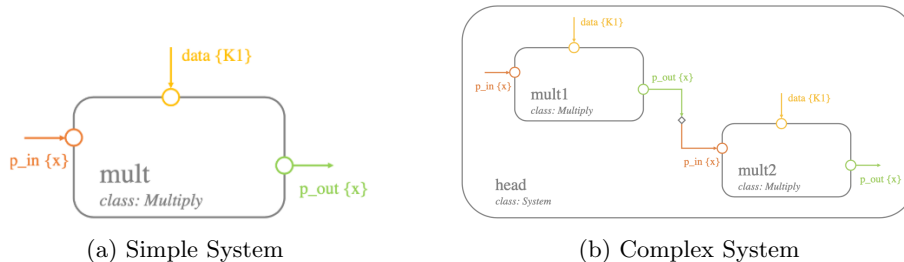 data {K1}
p_in {x}
mult
class: Multiply
p_out {x}
(a) Simple System
data {K1}
p_in {x}
mult1
class: Multiply
p_out {x}
data {K1}
p_in {x}
mult2
class: Multiply
p_out {x}
head
class: System
(b) Complex System